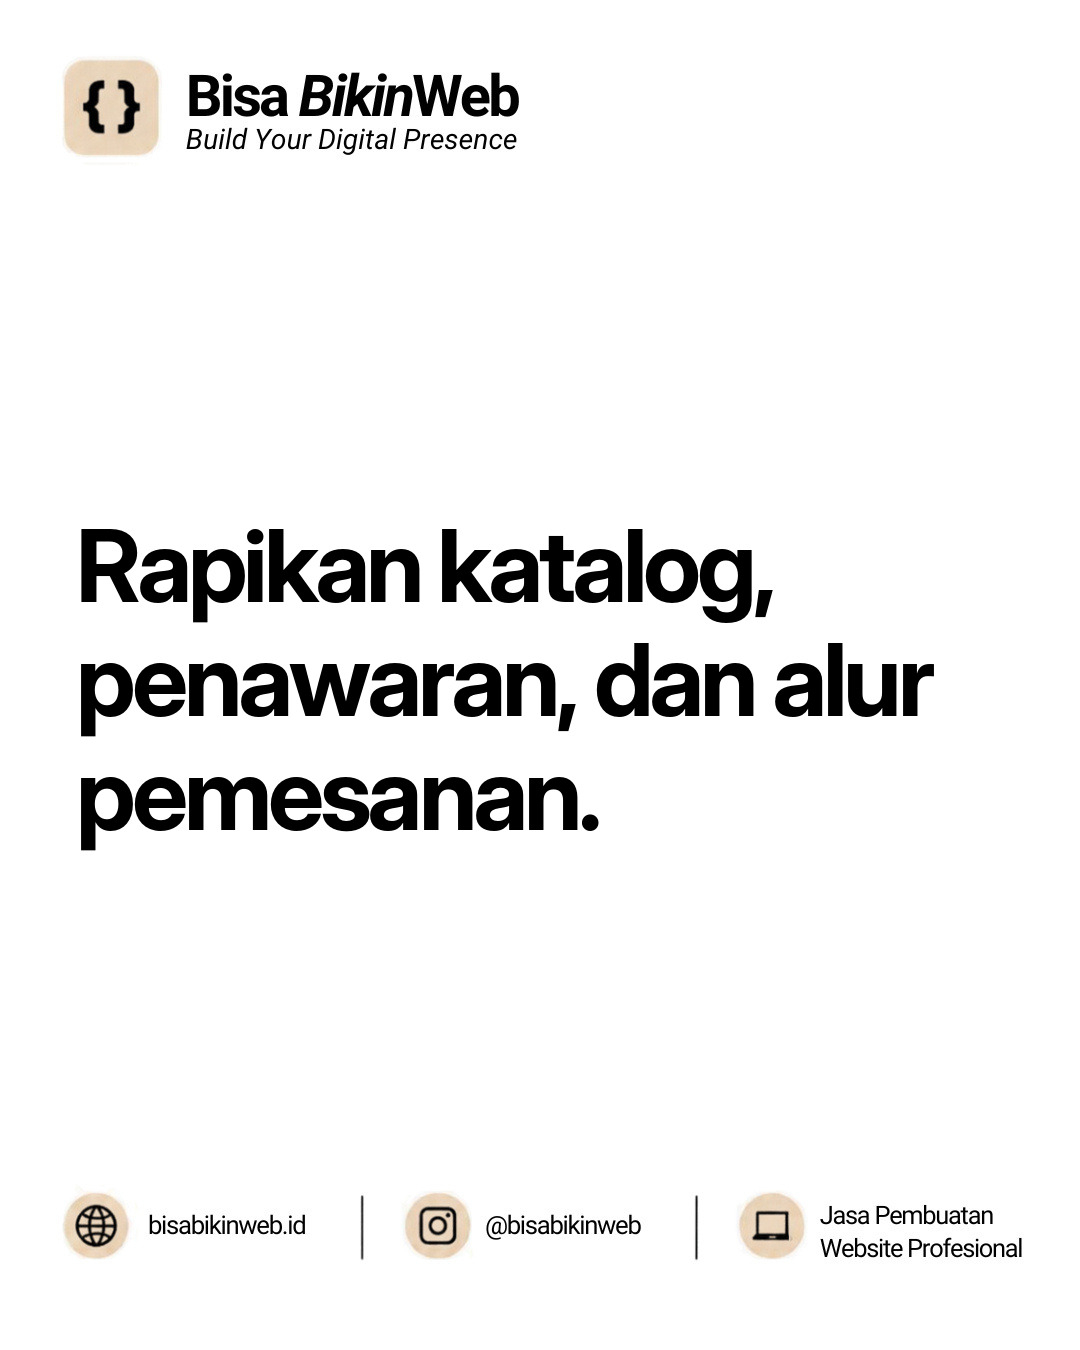 { }
Bisa BikinWeb
Build Your Digital Presence
Rapikan katalog,
penawaran, dan alur
pemesanan.
bisabikinweb.id
@bisabikinweb
Jasa Pembuatan
Website Profesional